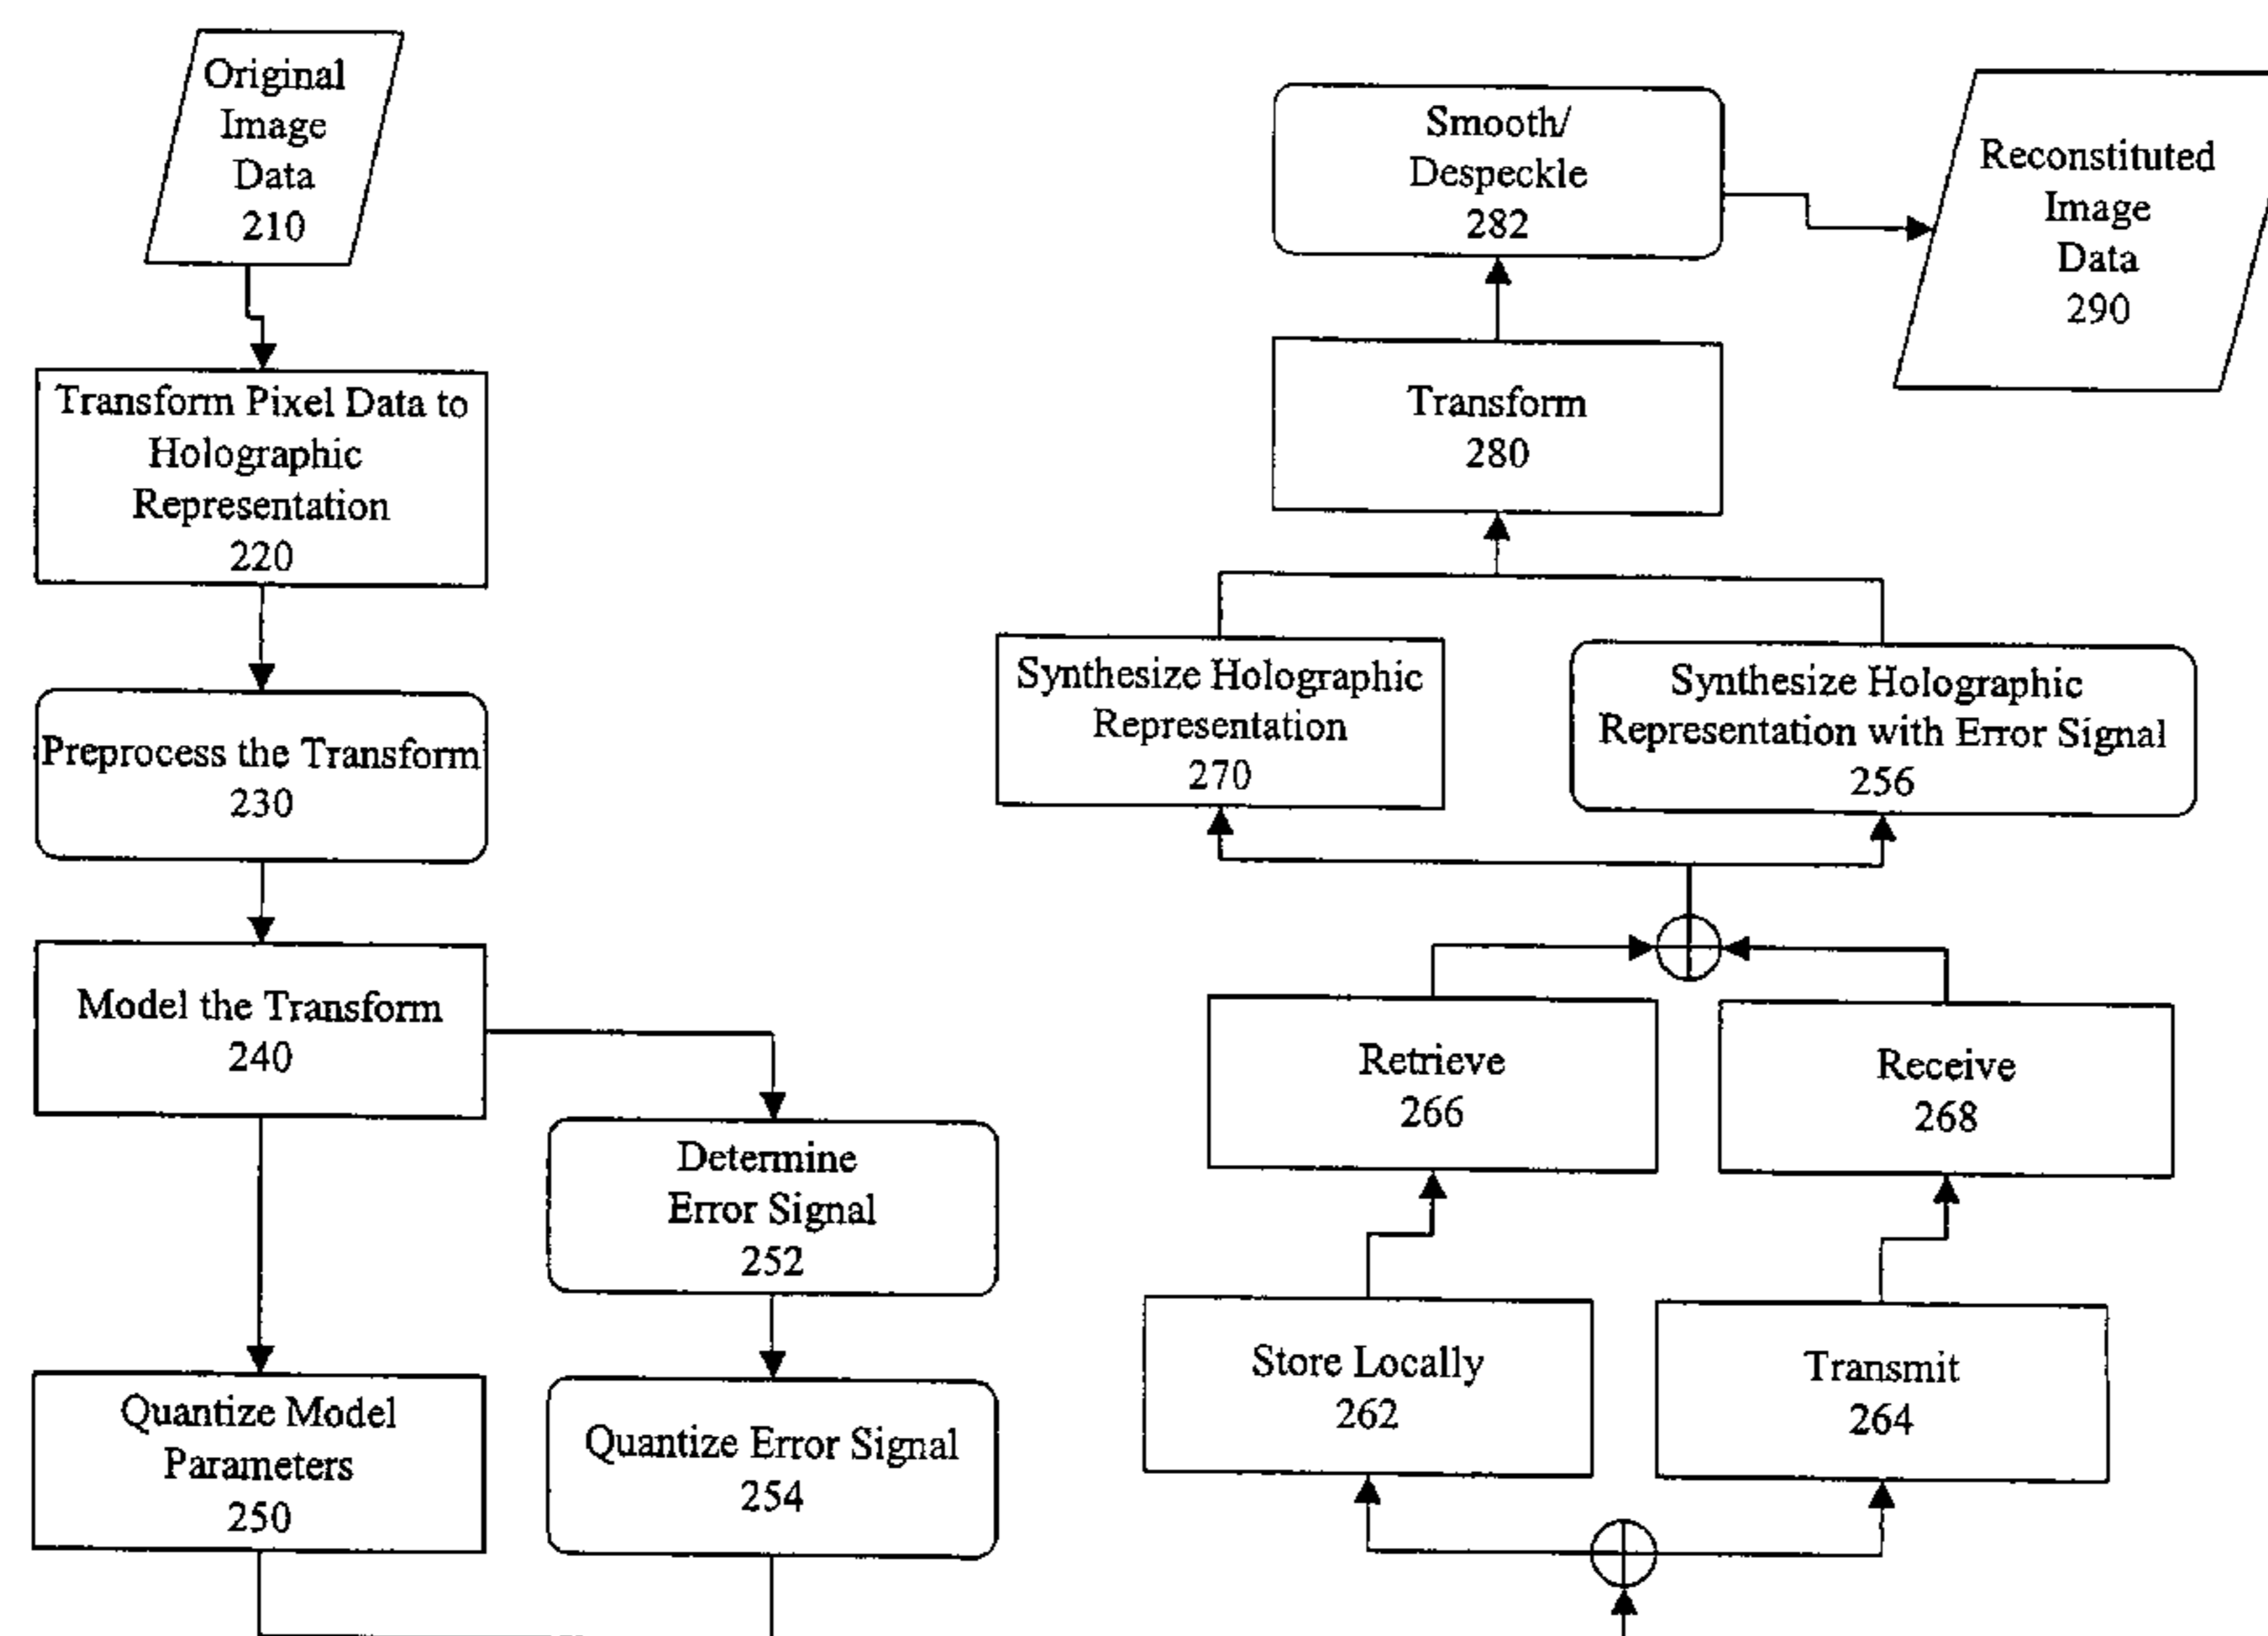 Original
Image
Data
210
Transform Pixel Data to
Holographic
Representation
220
Preprocess the Transform
230
Model the Transform
240
Determine
Error Signal
252
Quantize Model
Parameters
250
Quantize Error Signal
254
Smooth/
Despeckle
282
Reconstituted
Image
Data
290
Transform
280
Synthesize Holographic
Representation
270
Synthesize Holographic
Representation with Error Signal
256
Retrieve
266
Receive
268
Store Locally
262
Transmit
264